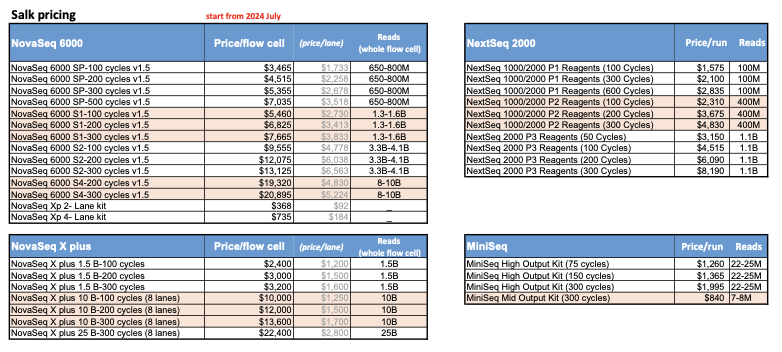 Salk pricing
start from 2024 July
NovaSeq 6000 Price/flow cell (price/lane) Reads (whole flow cell)
NovaSeq 6000 SP-100 cycles v1.5 $3,465 $1,733 650-800M
NovaSeq 6000 SP-200 cycles v1.5 $4,515 $2,258 650-800M
NovaSeq 6000 SP-300 cycles v1.5 $5,355 $2,678 650-800M
NovaSeq 6000 SP-500 cycles v1.5 $7,035 $3,518 650-800M
NovaSeq 6000 S1-100 cycles v1.5 $5,460 $2,730 1.3-1.6B
NovaSeq 6000 S1-200 cycles v1.5 $6,825 $3,413 1.3-1.6B
NovaSeq 6000 S1-300 cycles v1.5 $7,665 $3,833 1.3-1.6B
NovaSeq 6000 S2-100 cycles v1.5 $9,555 $4,778 3.3B-4.1B
NovaSeq 6000 S2-200 cycles v1.5 $12,075 $6,038 3.3B-4.1B
NovaSeq 6000 S2-300 cycles v1.5 $13,125 $6,563 3.3B-4.1B
NovaSeq 6000 S4-200 cycles v1.5 $19,320 $4,830 8-10B
NovaSeq 6000 S4-300 cycles v1.5 $20,895 $5,224 8-10B
NovaSeq Xp 2- Lane kit $368 $92 _
NovaSeq Xp 4- Lane kit $735 $184 _
NextSeq 2000 Price/run Reads
NextSeq 1000/2000 P1 Reagents (100 Cycles) $1,575 100M
NextSeq 1000/2000 P1 Reagents (300 Cycles) $2,100 100M
NextSeq 1000/2000 P1 Reagents (600 Cycles) $2,835 100M
NextSeq 1000/2000 P2 Reagents (100 Cycles) $2,310 400M
NextSeq 1000/2000 P2 Reagents (200 Cycles) $3,675 400M
NextSeq 1000/2000 P2 Reagents (300 Cycles) $4,830 400M
NextSeq 2000 P3 Reagents (50 Cycles) $3,150 1.1B
NextSeq 2000 P3 Reagents (100 Cycles) $4,515 1.1B
NextSeq 2000 P3 Reagents (200 Cycles) $6,090 1.1B
NextSeq 2000 P3 Reagents (300 Cycles) $8,190 1.1B
NovaSeq X plus Price/flow cell (price/lane) Reads (whole flow cell)
NovaSeq X plus 1.5 B-100 cycles $2,400 $1,200 1.5B
NovaSeq X plus 1.5 B-200 cycles $3,000 $1,500 1.5B
NovaSeq X plus 1.5 B-300 cycles $3,200 $1,600 1.5B
NovaSeq X plus 10 B-100 cycles (8 lanes) $10,000 $1,250 10B
NovaSeq X plus 10 B-200 cycles (8 lanes) $12,000 $1,500 10B
NovaSeq X plus 10 B-300 cycles (8 lanes) $13,600 $1,700 10B
NovaSeq X plus 25 B-300 cycles (8 lanes) $22,400 $2,800 25B
MiniSeq Price/run Reads
MiniSeq High Output Kit (75 cycles) $1,260 22-25M
MiniSeq High Output Kit (150 cycles) $1,365 22-25M
MiniSeq High Output Kit (300 cycles) $1,995 22-25M
MiniSeq Mid Output Kit (300 cycles) $840 7-8M